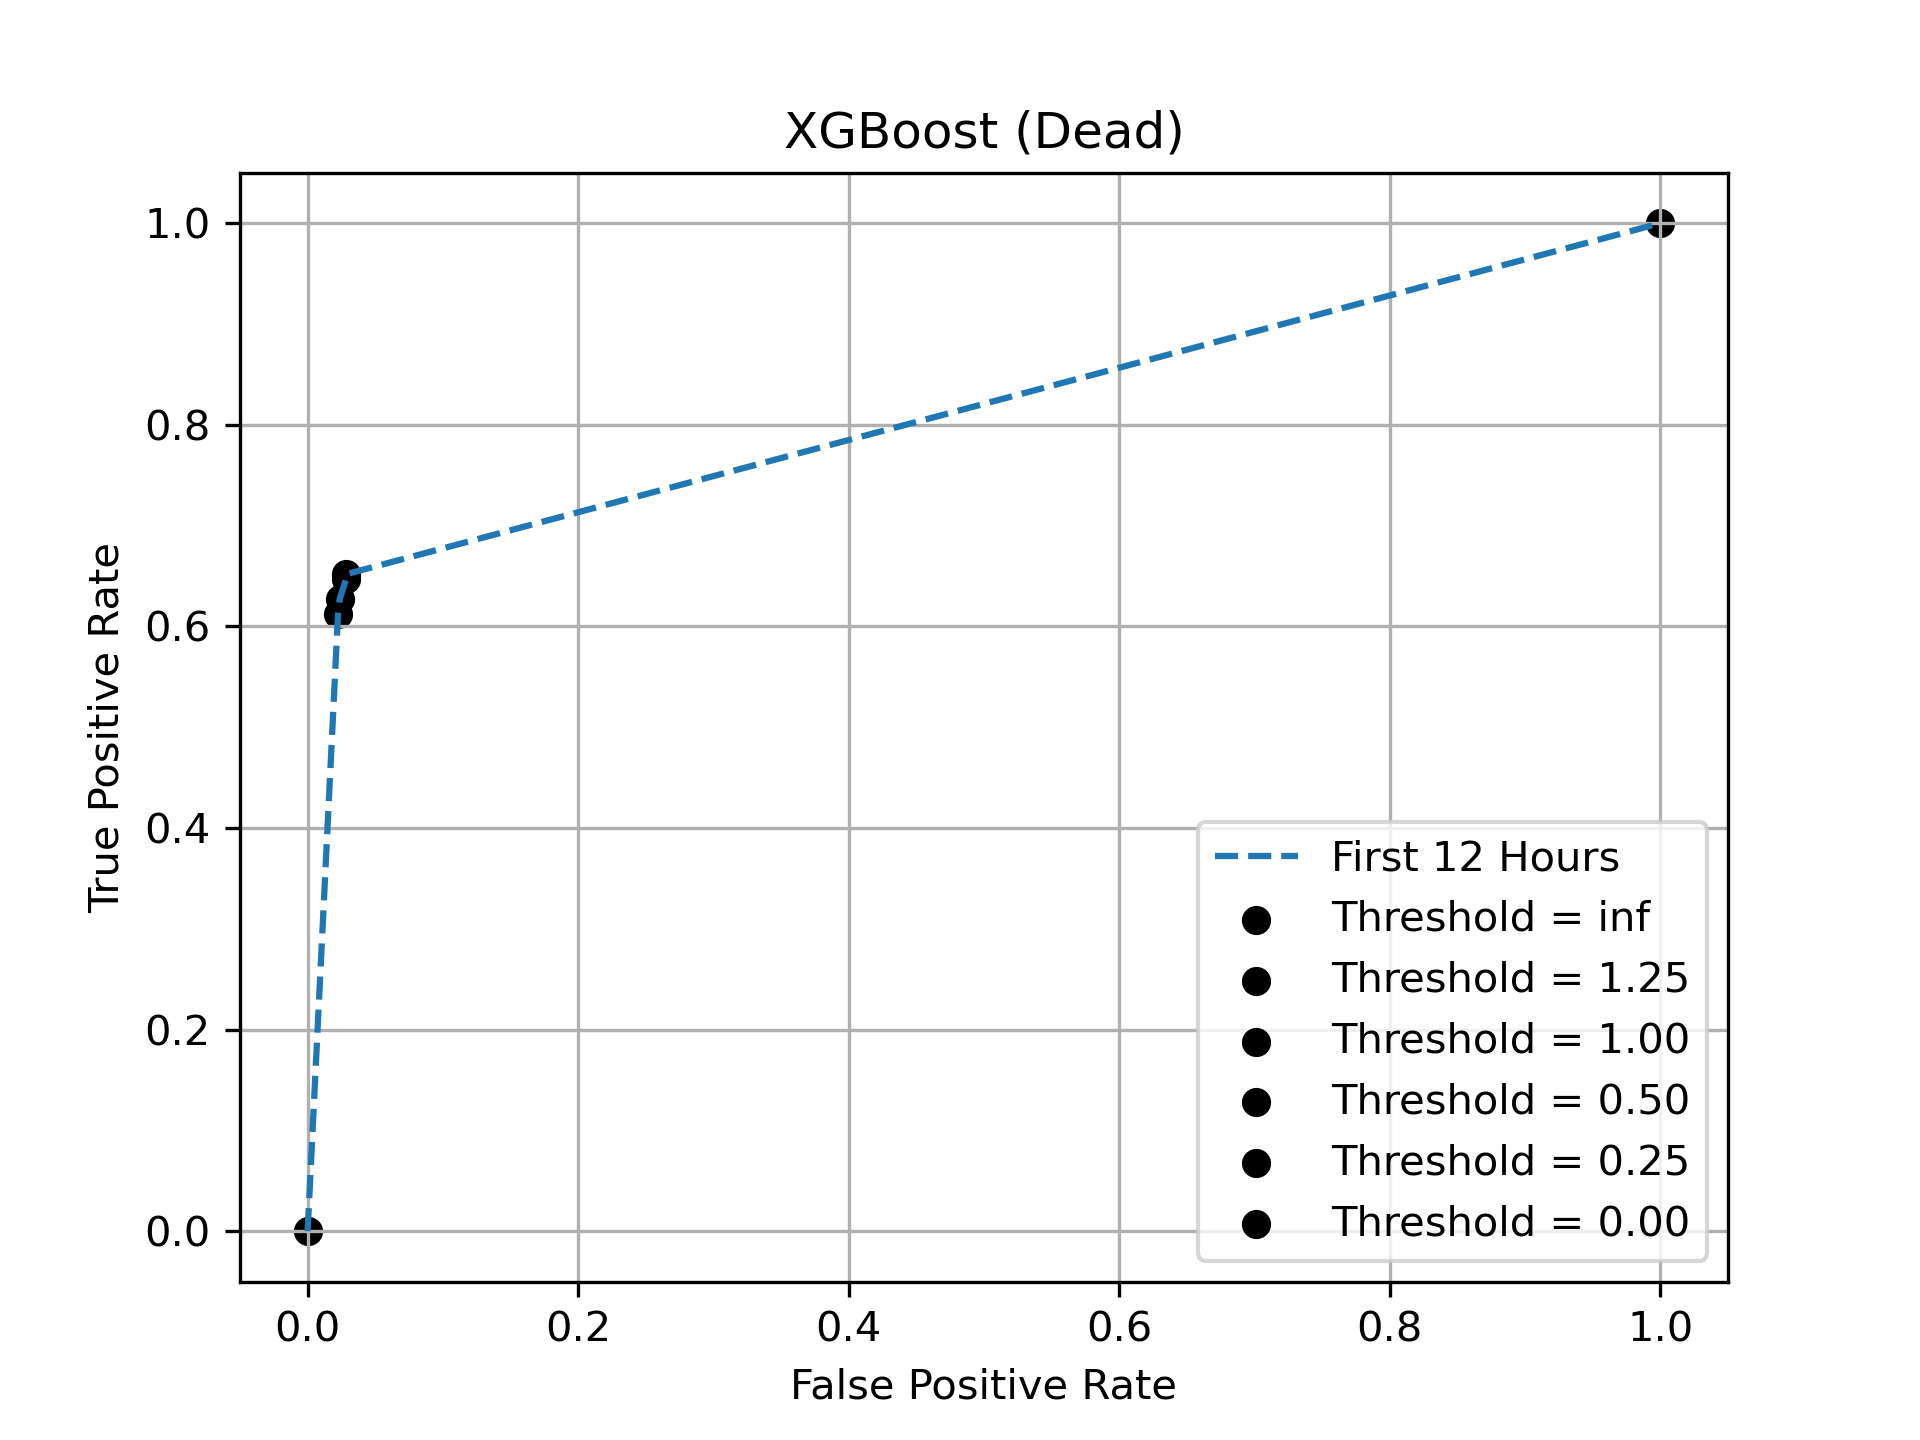 XGBoost (Dead)
True Positive Rate
1.0
0.8
0.6
0.4
0.2
0.0
First 12 Hours
Threshold = inf
Threshold = 1.25
Threshold = 1.00
Threshold = 0.50
Threshold = 0.25
Threshold = 0.00
0.0 0.2 0.4 0.6 0.8 1.0
False Positive Rate